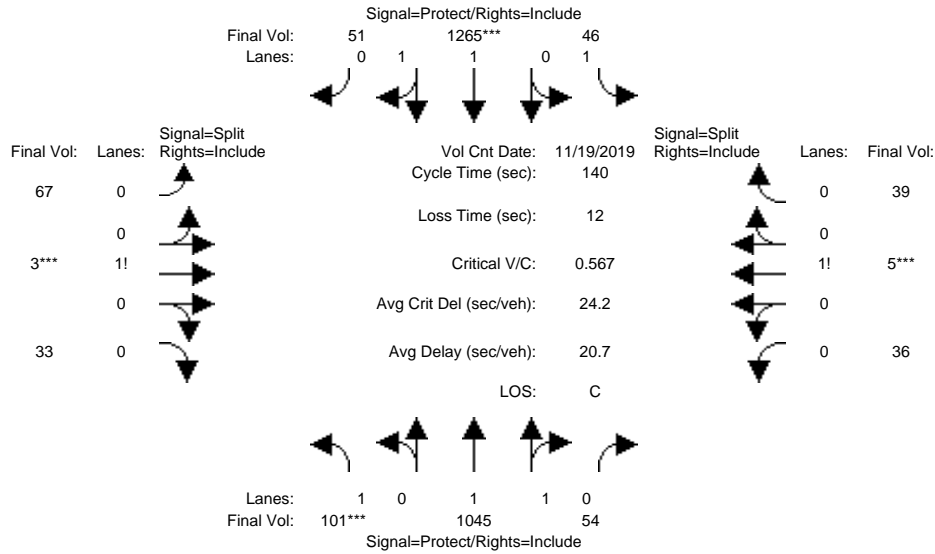 Signal=Protect/Rights=Include
Final Vol: 51 1265*** 46
Lanes: 0 1 1 0 1
Signal=Split
Final Vol: Lanes: Rights=Include
Vol Cnt Date: 11/19/2019
Signal=Split
Rights=Include Lanes: Final Vol:
Cycle Time (sec): 140
67 0
0 39
Loss Time (sec): 12
0
0
3*** 1!
Critical V/C: 0.567
1! 5***
0
Avg Crit Del (sec/veh): 24.2
0
33 0
Avg Delay (sec/veh): 20.7
0 36
LOS: C
Lanes: 1 0 1 1 0
Final Vol: 101*** 1045 54
Signal=Protect/Rights=Include